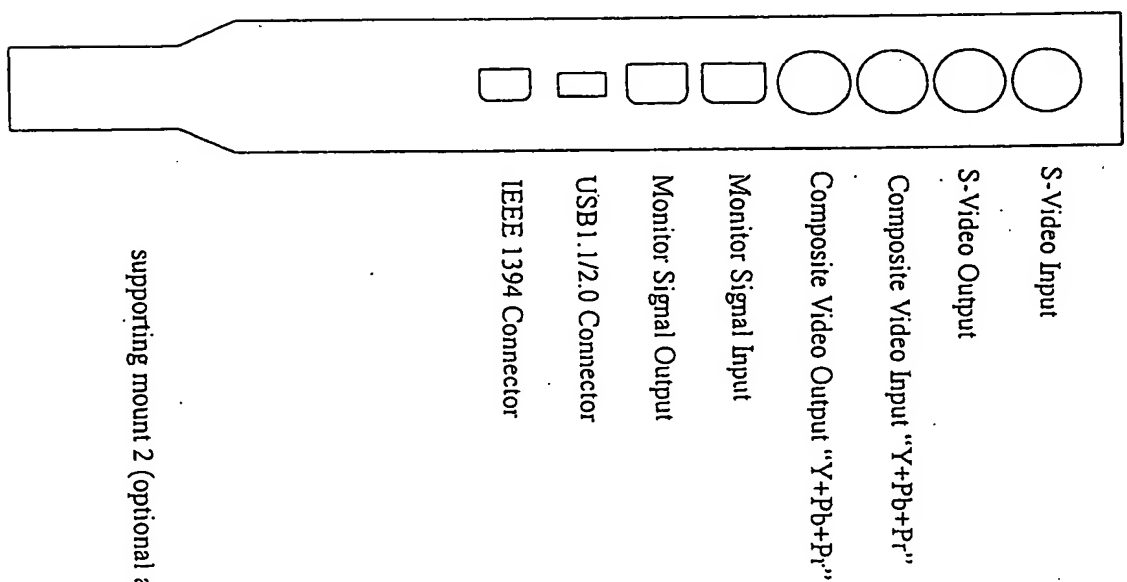 S-Video Input
S-Video Output
Composite Video Input "Y+Pb+Pr"
Composite Video Output "Y+Pb+Pr"
Monitor Signal Input
Monitor Signal Output
USB1.1/2.0 Connector
IEEE 1394 Connector
supporting mount 2 (optional